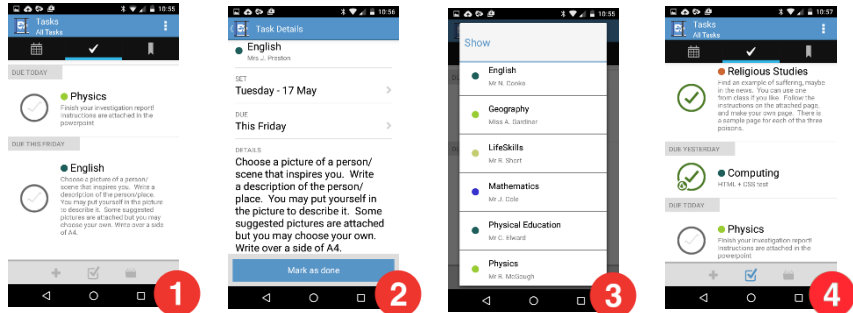 10:55
Tasks
All Tasks
DUE TODAY
Physics
Finish your investigation report!
instructions are attached in the
powerpoint
DUE THIS FRIDAY
English
Choose a picture of a person/
scene that inspires you. Write a
description of the person/place.
You may put yourself in the picture
to describe it. Some suggested
pictures are attached but you may
choose your own. Write over a side
of A4.
1
10:56
Task Details
English
Mrs J. Preston
SET
Tuesday - 17 May
DUE
This Friday
DETAILS
Choose a picture of a person/
scene that inspires you. Write
a description of the person/
place. You may put yourself in
the picture to describe it. Some
suggested pictures are attached
but you may choose your own.
Write over a side of A4.
Mark as done
2
10:55
Show
English
Mr N. Cooke
Geography
Miss A. Gardiner
LifeSkills
Mr R. Short
Mathematics
Mr J. Cole
Physical Education
Mr C. Elward
Physics
Mr B. McGough
3
10:57
Tasks
All Tasks
Religious Studies
Find an example of suffering, maybe
in the news. You can use one
from class if you like. Follow the
instructions on the attached page,
and make your own page. There is
a sample page for each of the three
poisons.
DUE YESTERDAY
Computing
HTML + CSS test
DUE TODAY
Physics
Finish your investigation report!
instructions are attached in the
powerpoint
4